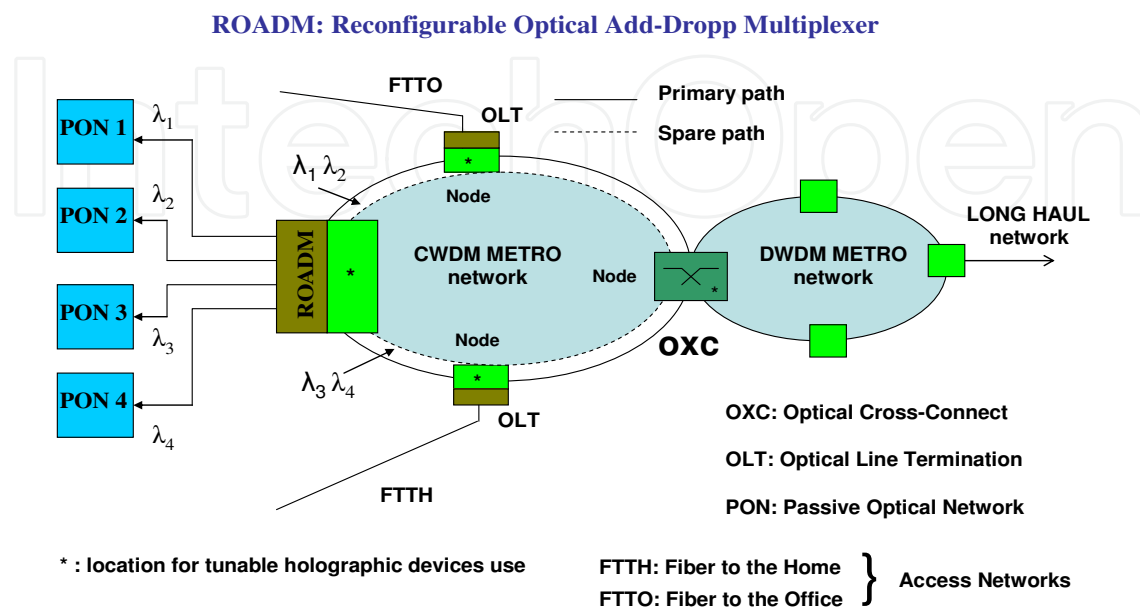 ROADM: Reconfigurable Optical Add-Dropp Multiplexer
IntechOpen
FTTO
OLT
Primary path
Spare path
PON 1
λ1
λ1 λ2
*
Node
PON 2
λ2
ROADM
*
CWDM METRO
network
Node
*
OXC
DWDM METRO
network
LONG HAUL
network
PON 3
λ3
Node
λ3 λ4
*
OLT
PON 4
λ4
FTTH
OXC: Optical Cross-Connect
OLT: Optical Line Termination
PON: Passive Optical Network
* : location for tunable holographic devices use
FTTH: Fiber to the Home
FTTO: Fiber to the Office
} Access Networks